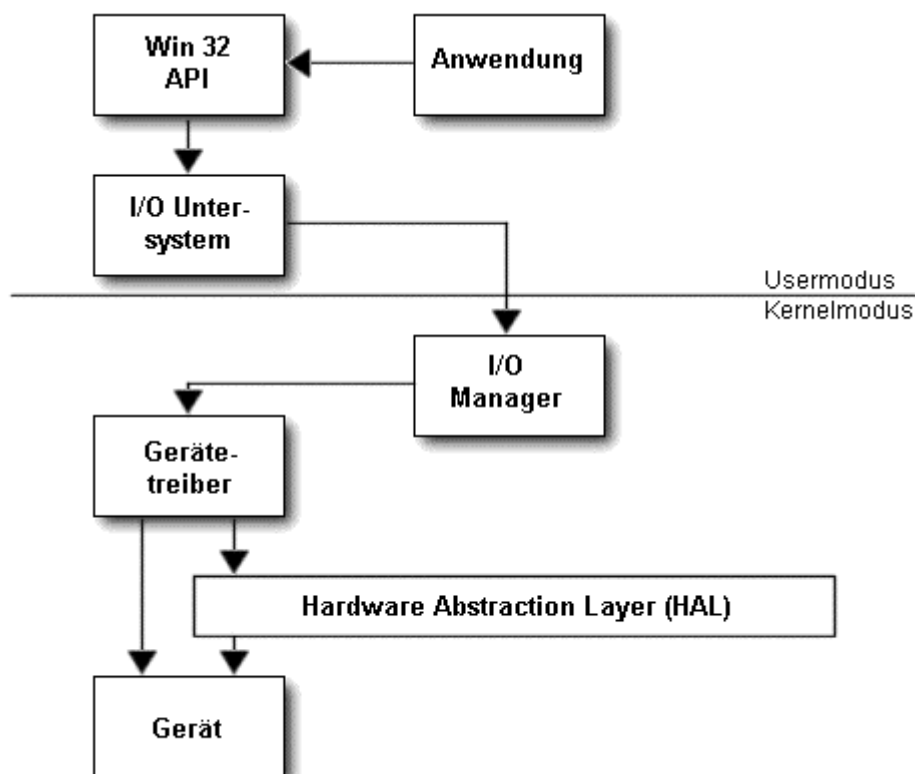 Win 32
API
Anwendung
I/O Unter-
system
Usermodus
Kernelmodus
I/O
Manager
Geräte-
treiber
Hardware Abstraction Layer (HAL)
Gerät